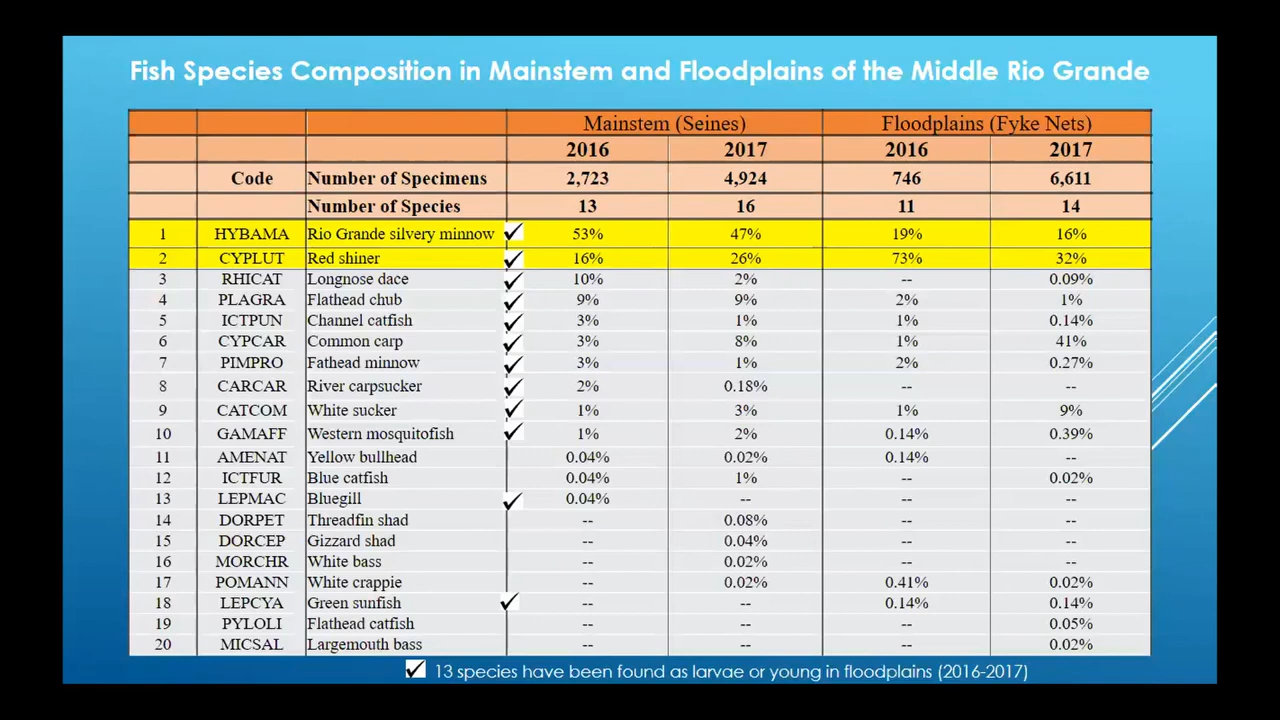 Fish Species Composition in Mainstem and Floodplains of the Middle Rio Grande
Mainstem (Seines) Floodplains (Fyke Nets)
2016 2017 2016 2017
Code Number of Specimens 2,723 4,924 746 6,611
Number of Species 13 16 11 14
1 HYBAMA Rio Grande silvery minnow ✓ 53% 47% 19% 16%
2 CYPLUT Red shiner ✓ 16% 26% 73% 32%
3 RHICAT Longnose dace ✓ 10% 2% -- 0.09%
4 PLAGRA Flathead chub ✓ 9% 9% 2% 1%
5 ICTPUN Channel catfish ✓ 3% 1% 1% 0.14%
6 CYPCAR Common carp ✓ 3% 8% 1% 41%
7 PIMPRO Fathead minnow ✓ 3% 1% 2% 0.27%
8 CARCAR River carpsucker ✓ 2% 0.18% -- --
9 CATCOM White sucker ✓ 1% 3% 1% 9%
10 GAMAFF Western mosquitofish ✓ 1% 2% 0.14% 0.39%
11 AMENAT Yellow bullhead 0.04% 0.02% 0.14% --
12 ICTFUR Blue catfish 0.04% 1% -- 0.02%
13 LEPMAC Bluegill ✓ 0.04% -- -- --
14 DORPET Threadfin shad -- 0.08% -- --
15 DORCEP Gizzard shad -- 0.04% -- --
16 MORCHR White bass -- 0.02% -- --
17 POMANN White crappie -- 0.02% 0.41% 0.02%
18 LEPCYA Green sunfish ✓ -- -- 0.14% 0.14%
19 PYLOLI Flathead catfish -- -- -- 0.05%
20 MICSAL Largemouth bass -- -- -- 0.02%
✓ 13 species have been found as larvae or young in floodplains (2016-2017)